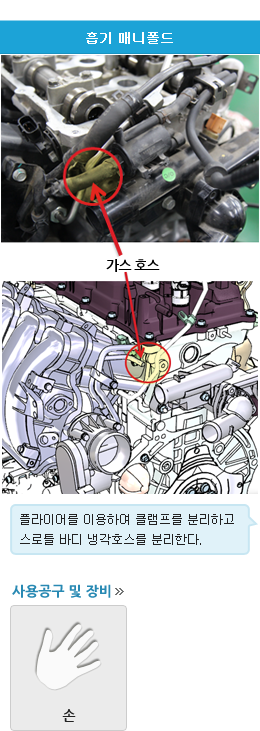 흡기 매니폴드
가스 호스
플라이어를 이용하여 클램프를 분리하고
스로틀 바디 냉각호스를 분리한다.
사용공구 및 장비 »
손